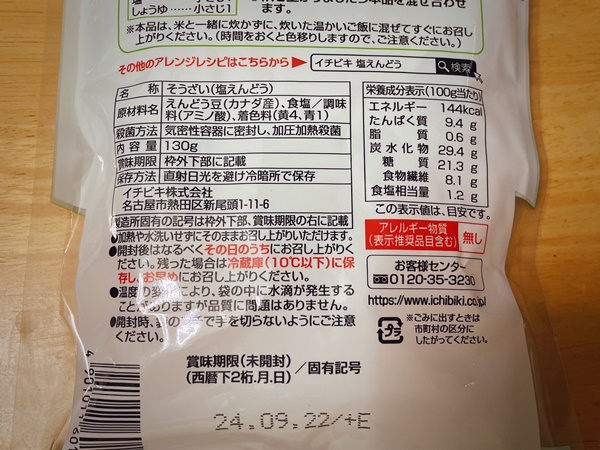 しょうゆ……小さじ1
ます。
※本品は、米と一緒に炊かずに、炊いた温かいご飯に混ぜてすぐにお召し
上がりください。(時間をおくと色移りしますので、ご注意ください。)
その他のアレンジレシピはこちらから イチビキ 塩えんどう 検索
名 称 そうざい(塩えんどう)
原材料名 えんどう豆(カナダ産)、食塩/調味
料(アミノ酸)、着色料(黄4、青1)
殺菌方法 気密性容器に密封し、加圧加熱殺菌
内容量 130g
賞味期限 枠外下部に記載
保存方法 直射日光を避け冷暗所で保存
イチビキ株式会社
名古屋市熱田区新尾頭1-11-6
製造所固有の記号は枠外下部、賞味期限の右に記載
●加熱や水洗いせずにそのままお召し上がりいただけます。
●開封後はなるべくその日のうちにお召し上がりく
ださい。残った場合は冷蔵庫(10℃以下)に保
存し、お早めにお召し上がりください。
●温度の変化により、袋の中に水滴が発生する
ことがありますが品質に問題はありません。
●開封時、袋の で手を切らないようにご注意
ください。
栄養成分表示(100g当たり)
エネルギー 144kcal
たんぱく質 9.4 g
脂 質 0.6 g
炭水化物 29.4 g
糖 質 21.3 g
食物繊維 8.1 g
食塩相当量 1.2 g
この表示値は、目安です。
アレルギー物質
(表示推奨品目含む) 無し
お客様センター
0120-35-3230
https://www.ichibiki.co.jp/
プラ
※ごみに出すときは
市町村の区分に
したがってください。
賞味期限(未開封)
(西暦下2桁.月.日) /固有記号
24.09.22/+E